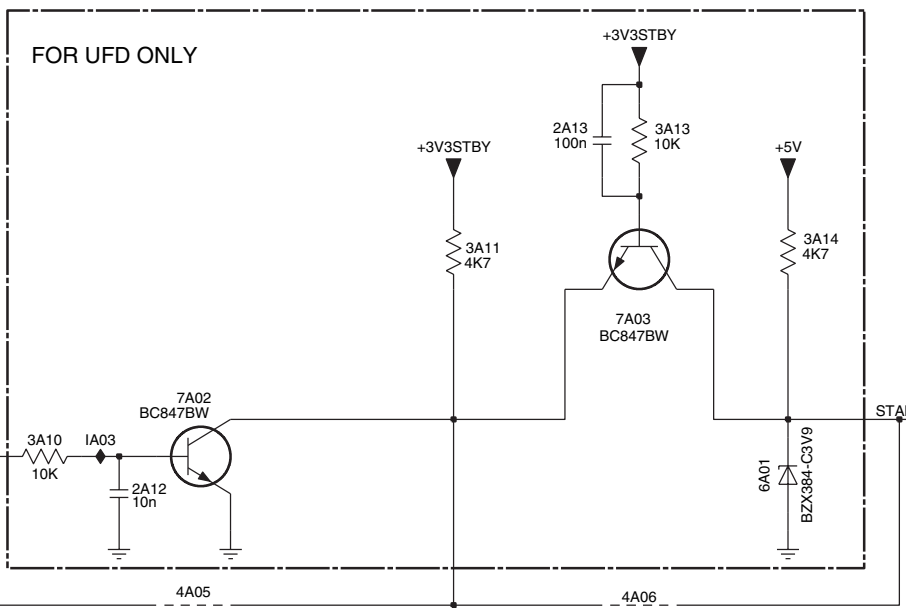 FOR UFD ONLY
+3V3STBY
2A13
100n
3A13
10K
+3V3STBY
+5V
3A11
4K7
3A14
4K7
7A03
BC847BW
7A02
BC847BW
3A10
IA03
10K
2A12
10n
6A01
BZX384-C3V9
4A05
4A06